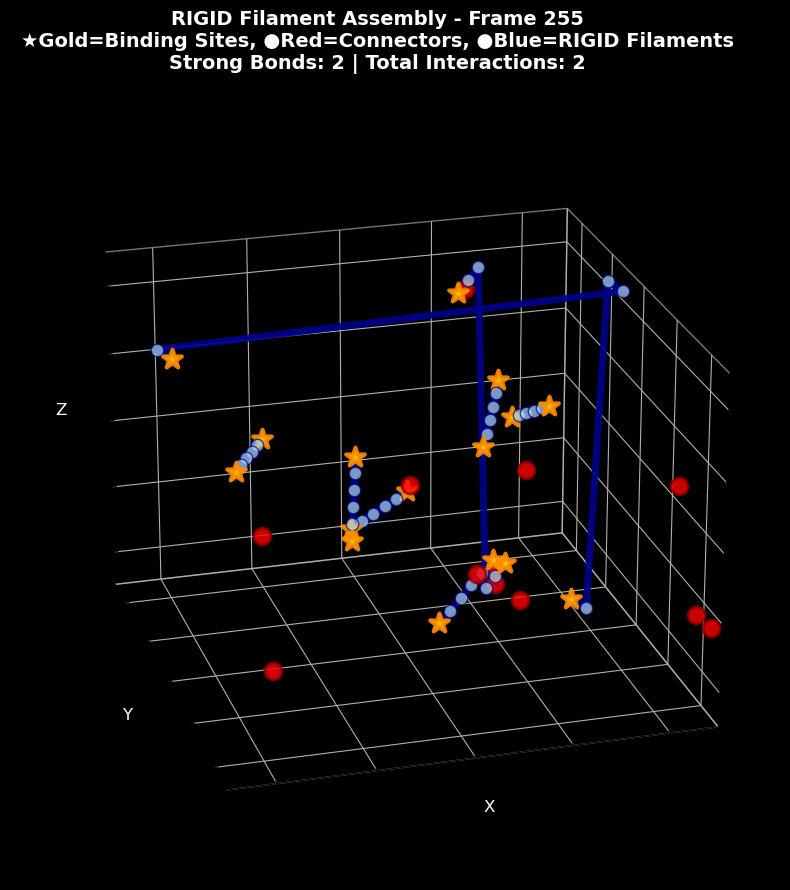 RIGID Filament Assembly - Frame 255
★Gold=Binding Sites, ●Red=Connectors, ●Blue=RIGID Filaments
Strong Bonds: 2 | Total Interactions: 2
Z
Y
X